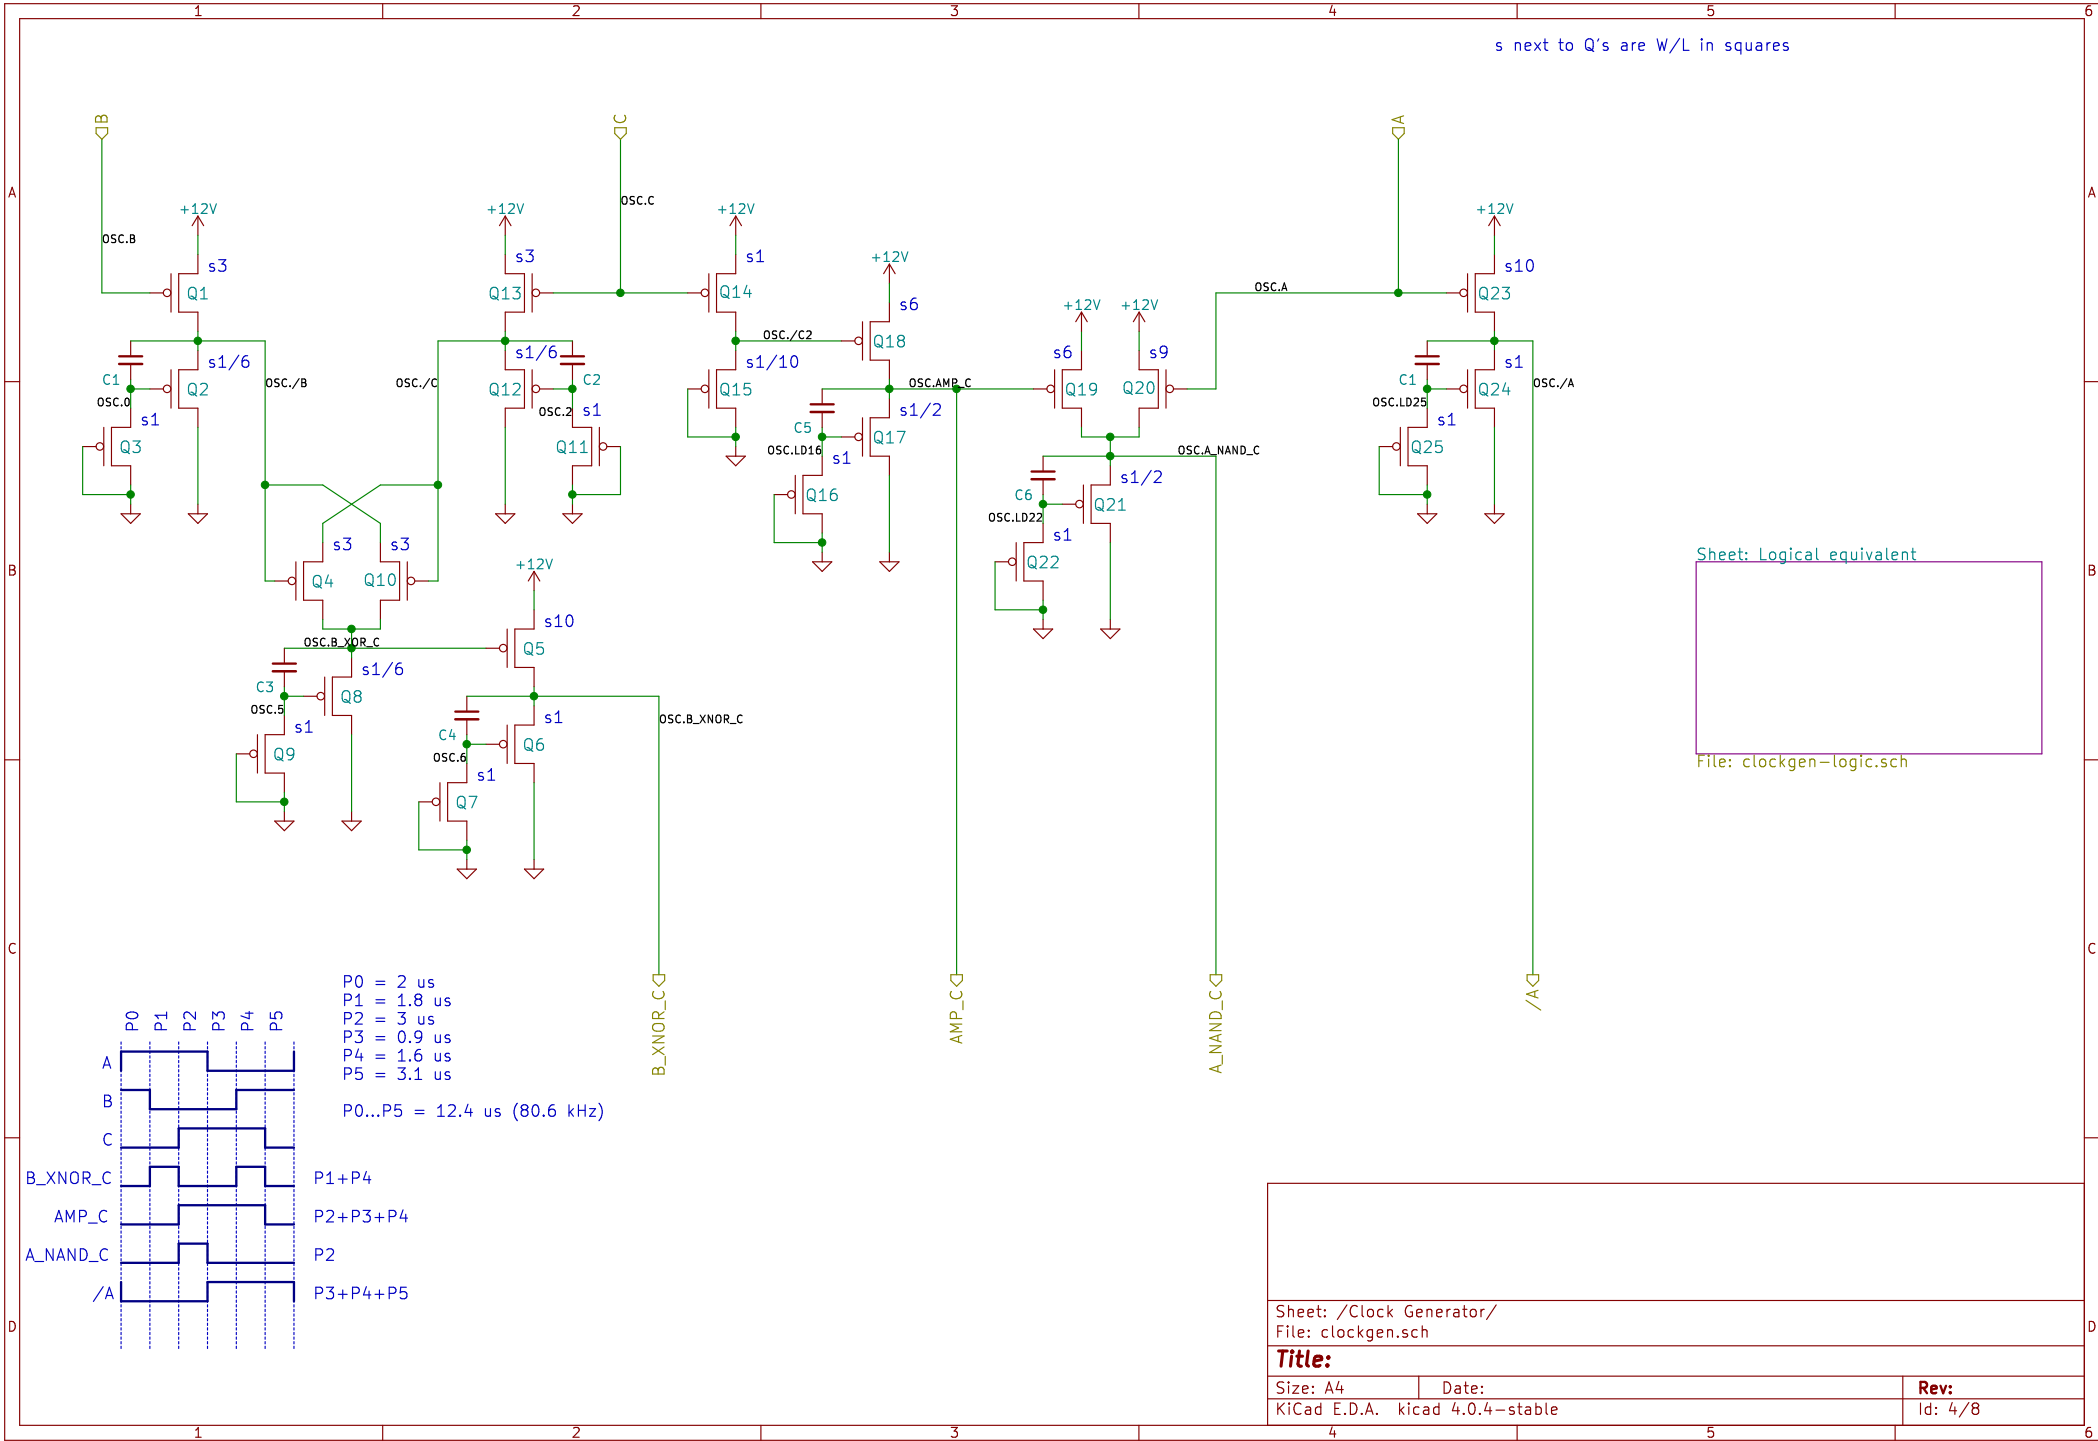 1 2 3 4 5 6
s next to Q's are W/L in squares
B C A
A A
+12V +12V +12V +12V
OSC.C
OSC.B
s3 s3 s1 +12V s10
Q1 Q13 Q14 OSC.A Q23
s6 +12V +12V
OSC./C2 Q18
s1/6 s1/6 s1/10 s6 s9 s1
C1 Q2 OSC./B OSC./C Q12 C2 Q15 OSC.AMP_C Q19 Q20 C1 Q24 OSC./A
OSC.0 OSC.2 s1 s1/2 OSC.LD25
s1 C5 Q17 s1
Q3 Q11 OSC.LD16 s1 OSC.A_NAND_C Q25
s1/2
C6 Q16 Q21
OSC.LD22
s3 s3 s1
Sheet: Logical equivalent
+12V Q22
B B
Q4 Q10
s10
OSC.B_XOR_C Q5
s1/6
C3 Q8
OSC.5 s1 OSC.B_XNOR_C
s1 C4 Q6
Q9 OSC.6
s1
Q7
File: clockgen-logic.sch
C C
B_XNOR_C AMP_C A_NAND_C /A
P0 = 2 us
P1 = 1.8 us
P2 = 3 us
P3 = 0.9 us
P4 = 1.6 us
P5 = 3.1 us
P0...P5 = 12.4 us (80.6 kHz)
P0 P1 P2 P3 P4 P5
A
B
C
B_XNOR_C P1+P4
AMP_C P2+P3+P4
A_NAND_C P2
/A P3+P4+P5
D D
Sheet: /Clock Generator/
File: clockgen.sch
Title:
Size: A4 Date: Rev:
KiCad E.D.A. kicad 4.0.4-stable Id: 4/8
1 2 3 4 5 6